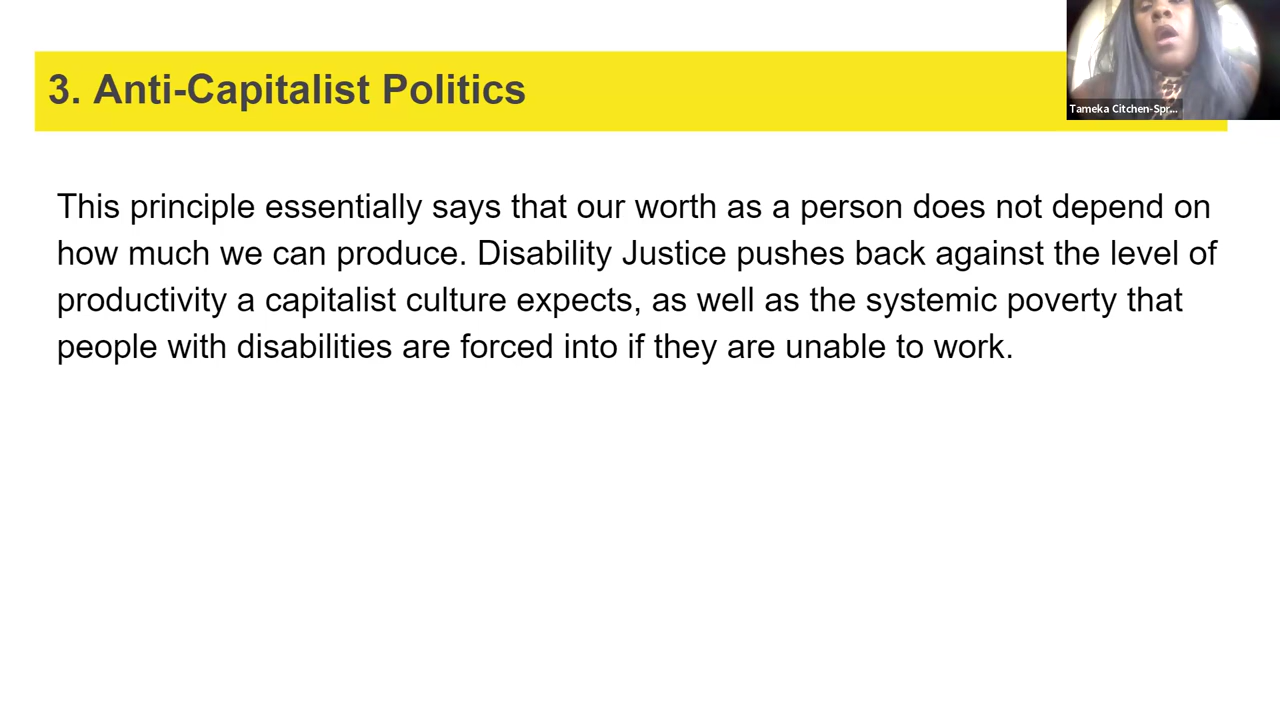 3. Anti-Capitalist Politics
Tameka Citchen-Spr...
This principle essentially says that our worth as a person does not depend on
how much we can produce. Disability Justice pushes back against the level of
productivity a capitalist culture expects, as well as the systemic poverty that
people with disabilities are forced into if they are unable to work.